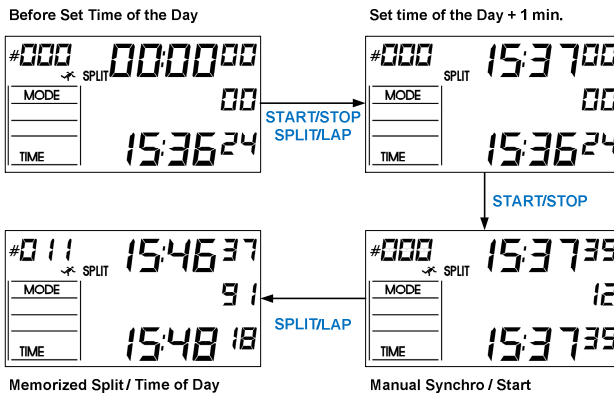 Before Set Time of the Day
Set time of the Day + 1 min.
#000 SPLIT 00:00 00
MODE 00
TIME 15:36 24
START/STOP
SPLIT/LAP
#000 SPLIT 15:37 00
MODE 00
TIME 15:36 24
START/STOP
#011 SPLIT 15:46 37
MODE 91
TIME 15:48 18
SPLIT/LAP
#000 SPLIT 15:37 39
MODE 12
TIME 15:37 39
Memorized Split / Time of Day
Manual Synchro / Start